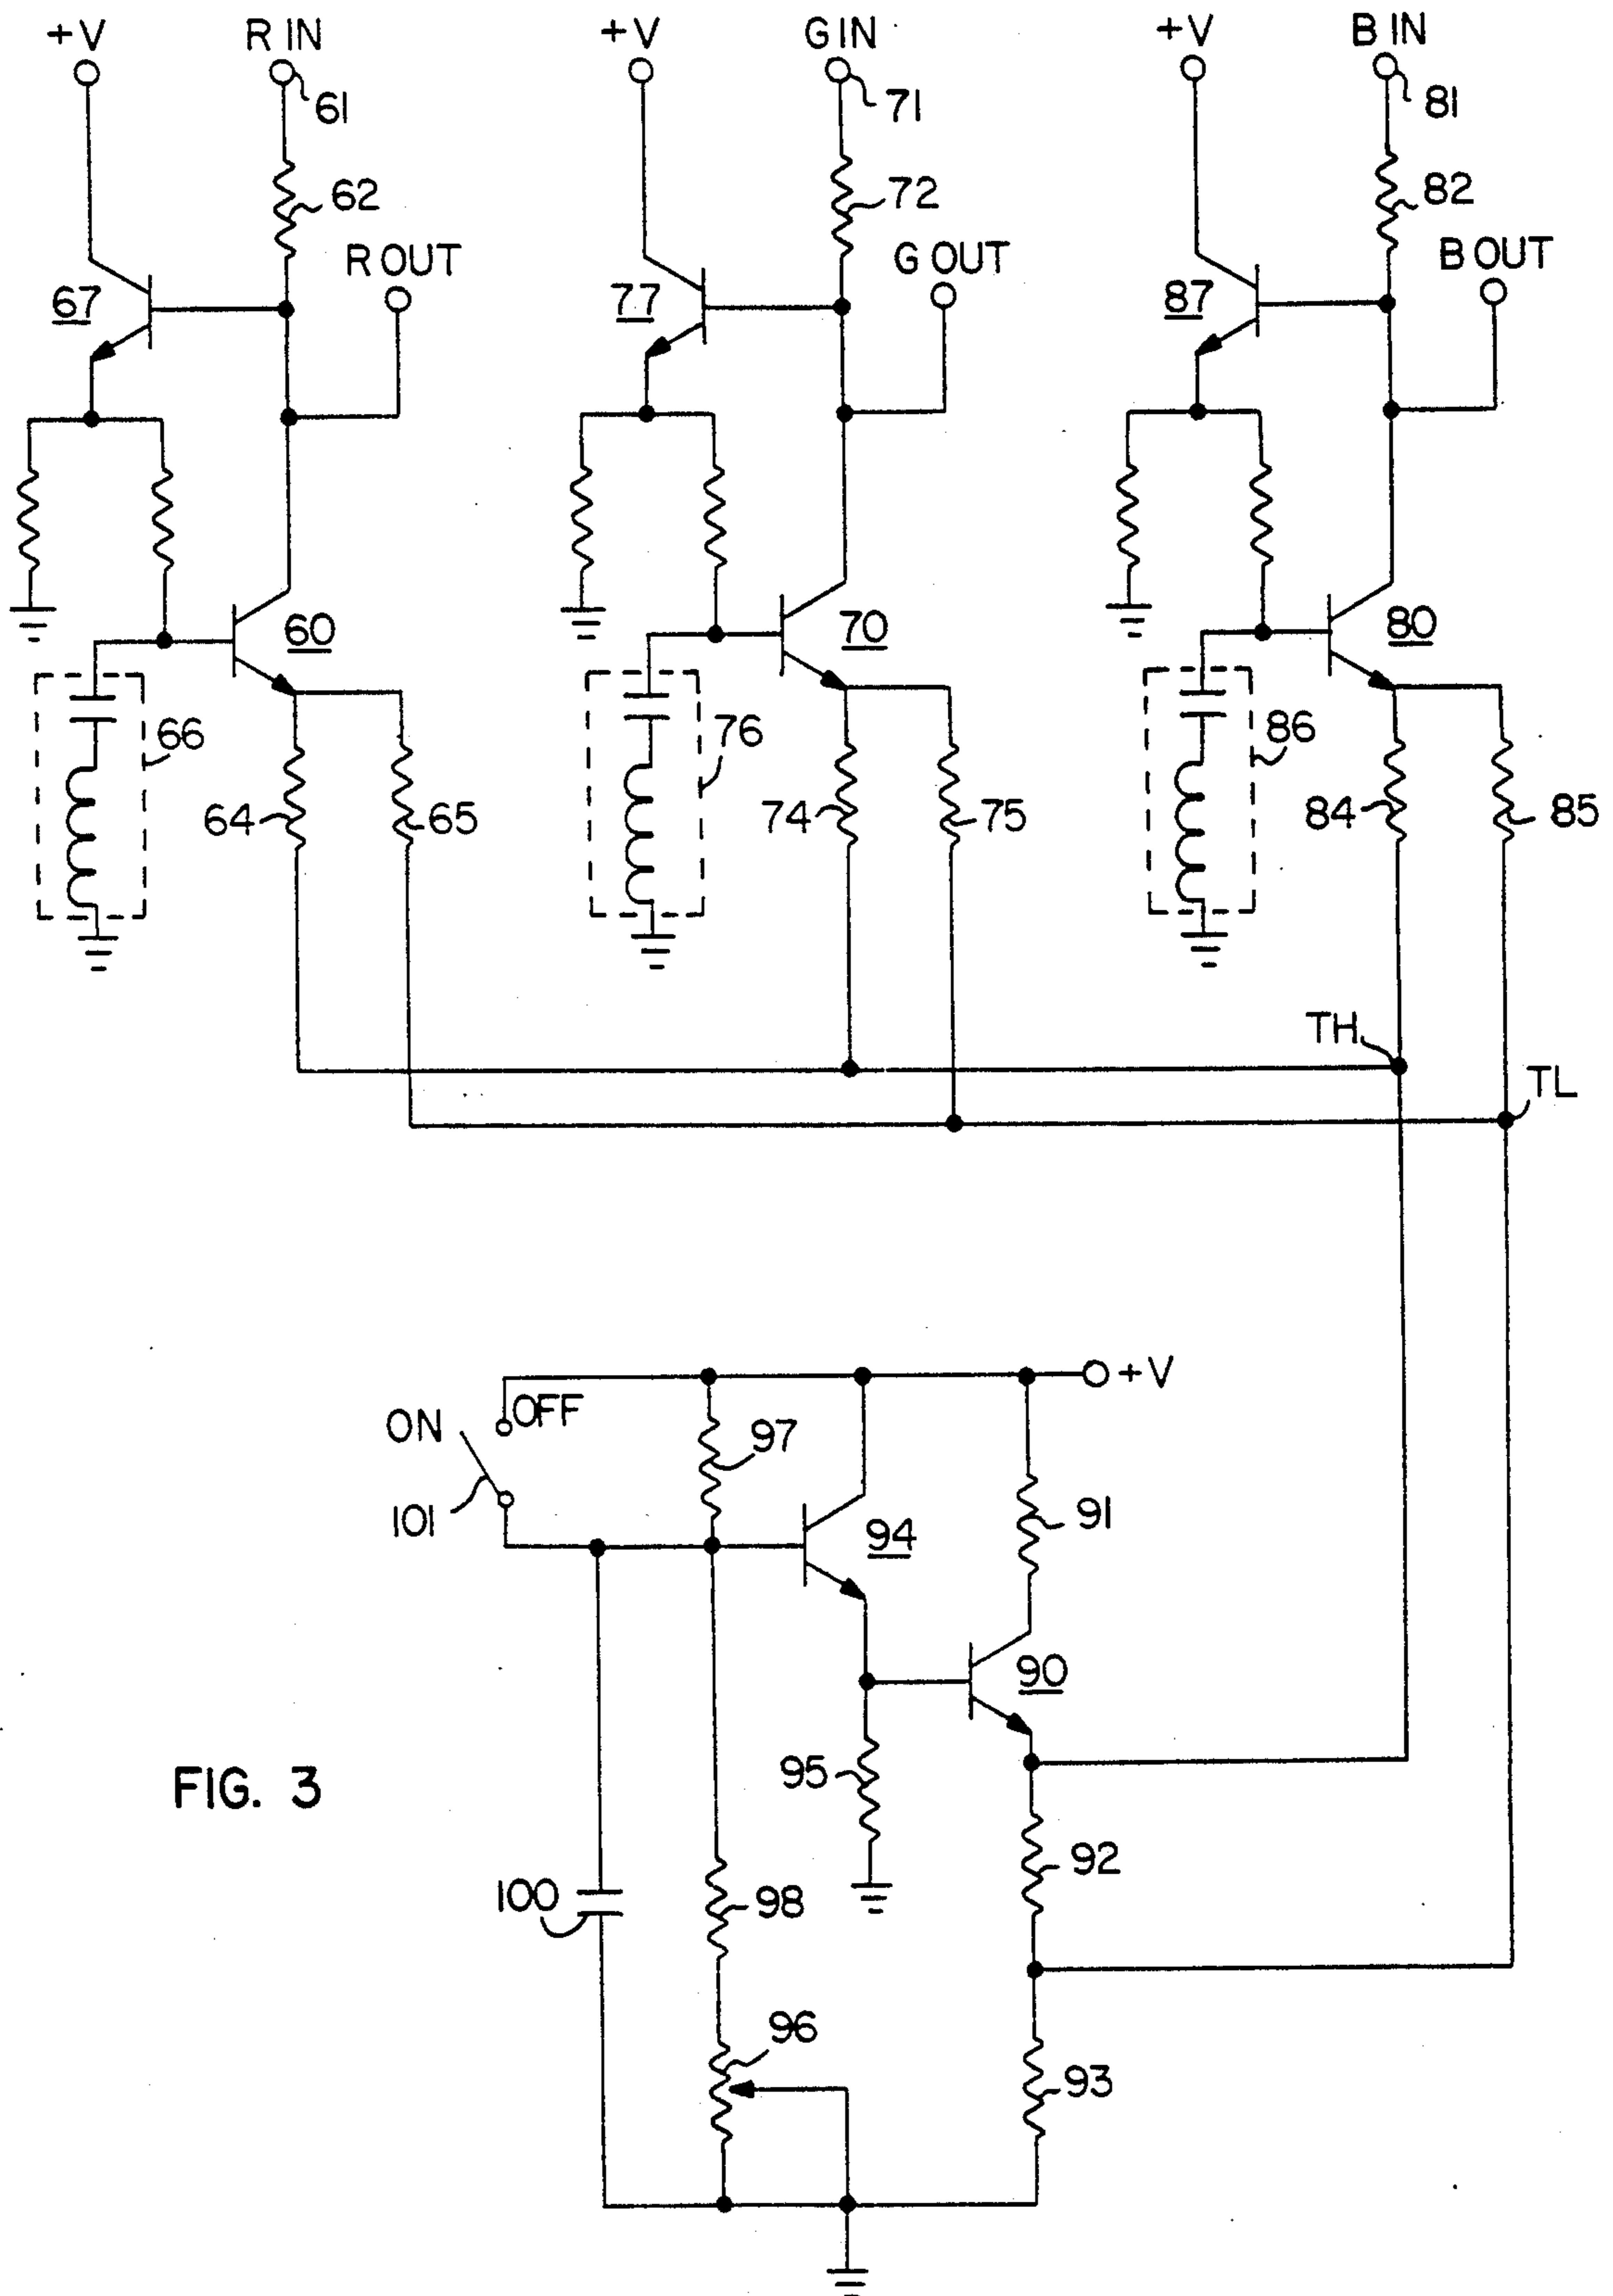 +V
R IN
+V
G IN
+V
B IN
61
71
81
62
72
82
R OUT
G OUT
B OUT
67
77
87
60
70
80
66
76
86
64
65
74
75
84
85
TH
TL
+V
ON
OFF
97
101
94
91
90
95
FIG. 3
92
100
98
96
93